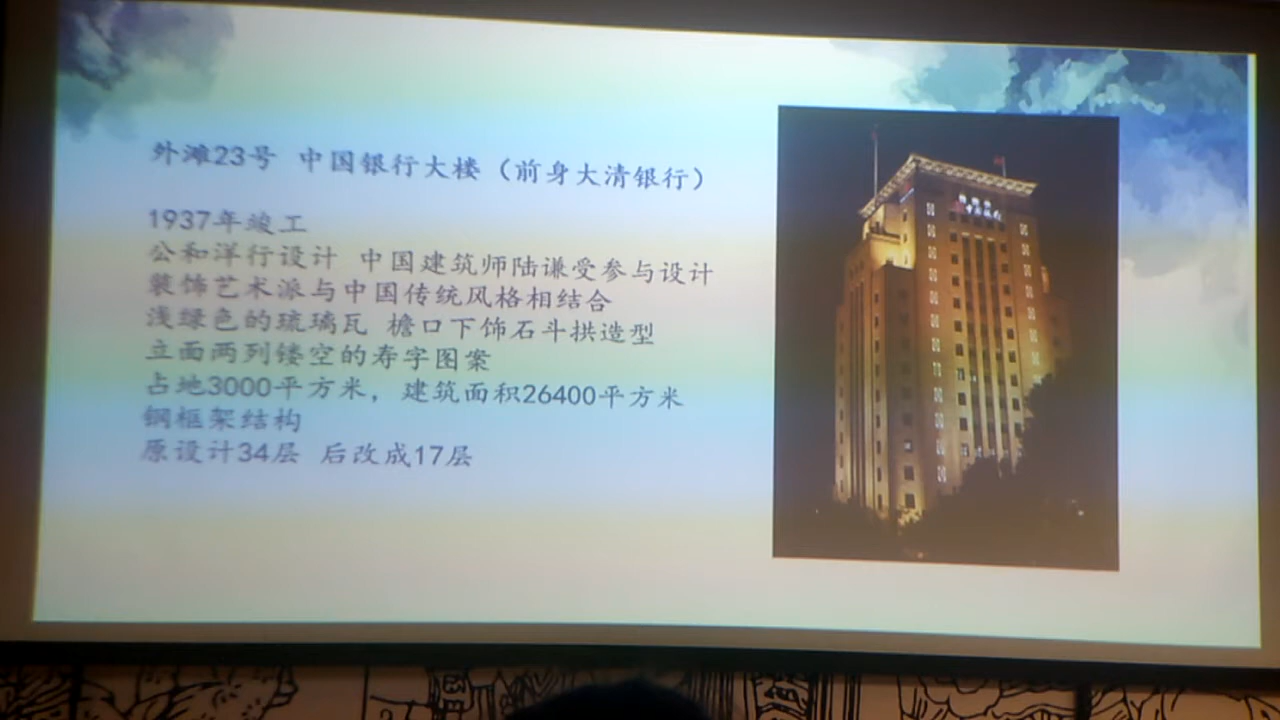 外滩23号 中国银行大楼（前身大清银行）
1937年竣工
公和洋行设计 中国建筑师陆谦受参与设计
装饰艺术派与中国传统风格相结合
浅绿色的琉璃瓦 檐口下饰石斗拱造型
立面两列镂空的寿字图案
占地3000平方米，建筑面积26400平方米
钢框架结构
原设计34层 后改成17层